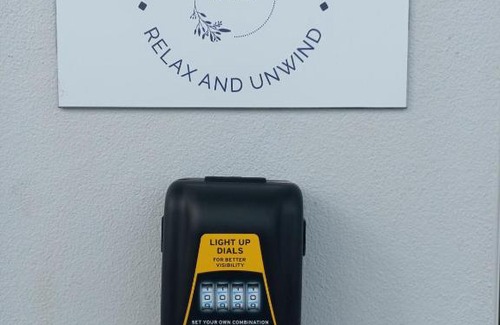 RELAX AND UNWIND
LIGHT UP
DIALS
FOR BETTER
VISIBILITY
SET YOUR OWN COMBINATION